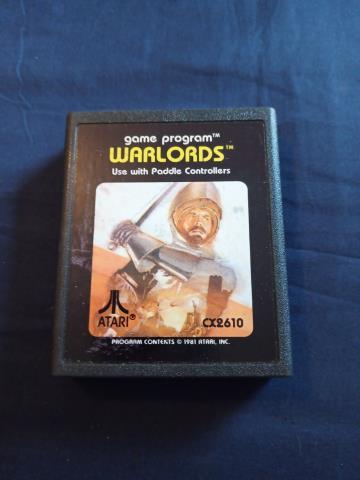 game program™
WARLORDS™
Use with Paddle Controllers
ATARI®
CX2610
PROGRAM CONTENTS © 1981 ATARI, INC.